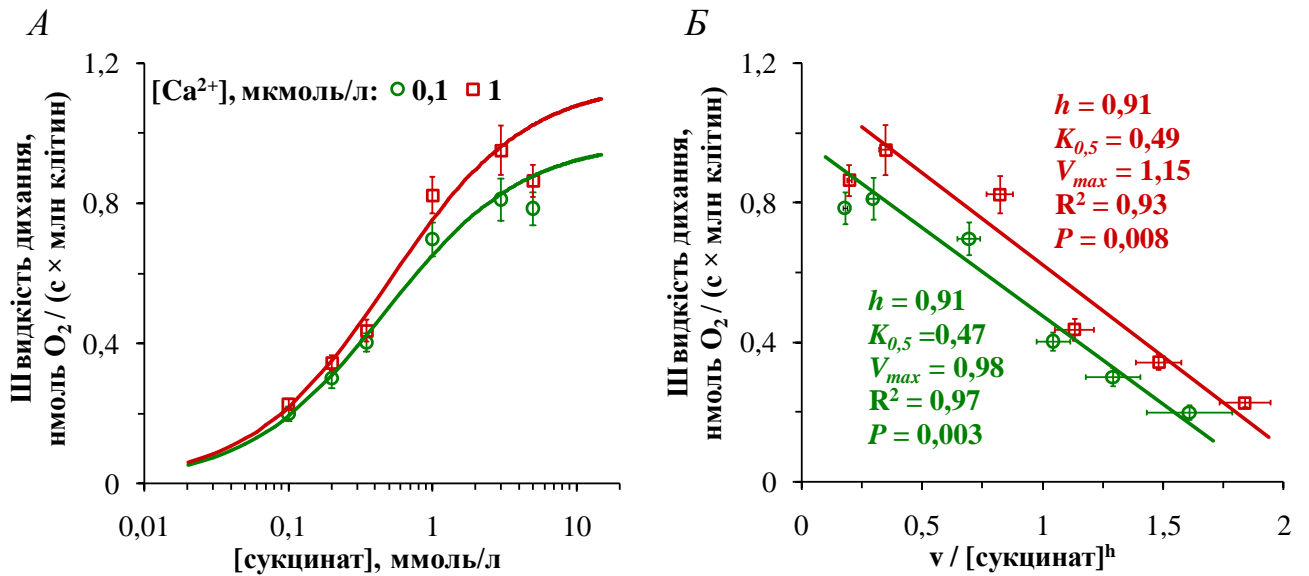 А
Швидкість дихання,
нмоль O₂ / (с × млн клітин)
1,2
0,8
0,4
0
[Ca²⁺], мкмоль/л: 0,1 1
0,01 0,1 1 10
[сукцинат], ммоль/л
Б
Швидкість дихання,
нмоль O₂ / (с × млн клітин)
1,2
0,8
0,4
0
h = 0,91
K₀,₅ = 0,49
Vmax = 1,15
R² = 0,93
P = 0,008
h = 0,91
K₀,₅ =0,47
Vmax = 0,98
R² = 0,97
P = 0,003
0 0,5 1 1,5 2
v / [сукцинат]ʰ